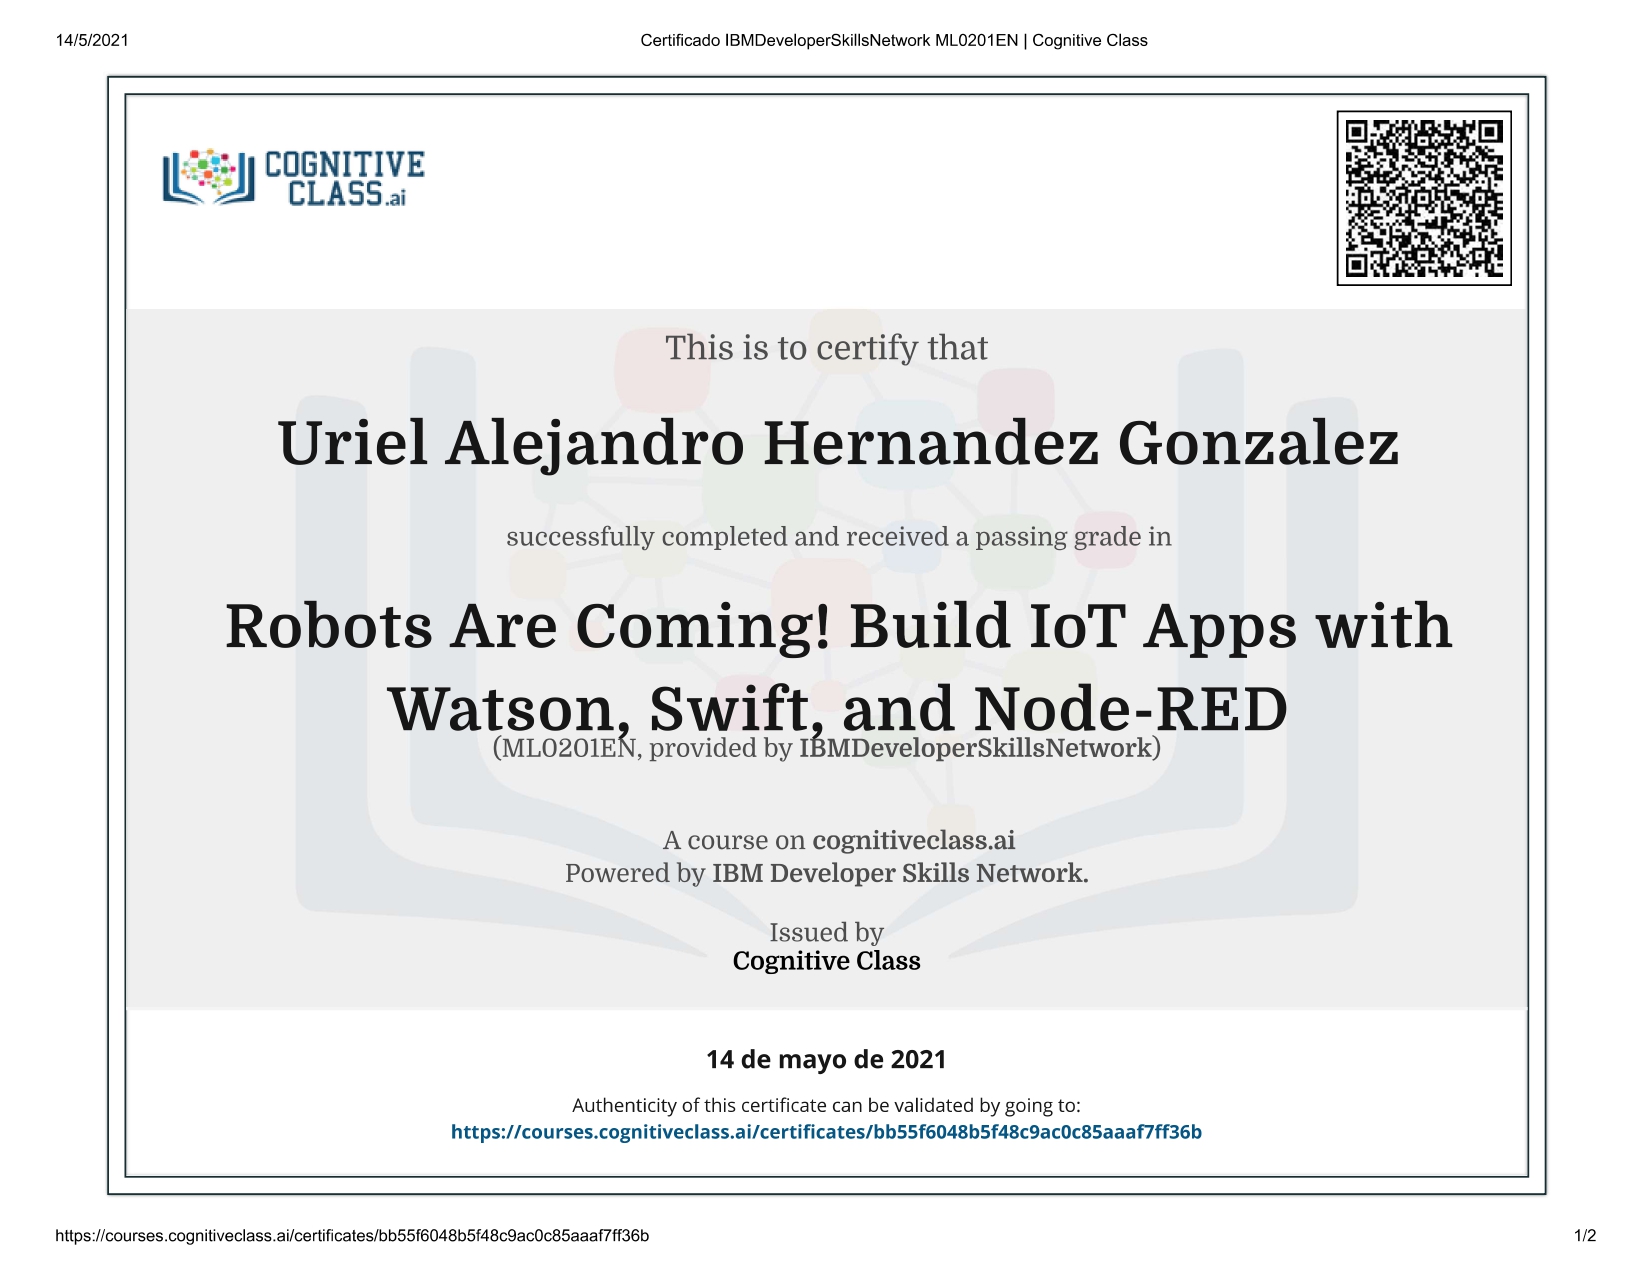 14/5/2021
Certificado IBMDeveloperSkillsNetwork ML0201EN | Cognitive Class
COGNITIVE
CLASS.ai
This is to certify that
Uriel Alejandro Hernandez Gonzalez
successfully completed and received a passing grade in
Robots Are Coming! Build IoT Apps with
Watson, Swift, and Node-RED
(ML0201EN, provided by IBMDeveloperSkillsNetwork)
A course on cognitiveclass.ai
Powered by IBM Developer Skills Network.
Issued by
Cognitive Class
14 de mayo de 2021
Authenticity of this certificate can be validated by going to:
https://courses.cognitiveclass.ai/certificates/bb55f6048b5f48c9ac0c85aaaf7ff36b
https://courses.cognitiveclass.ai/certificates/bb55f6048b5f48c9ac0c85aaaf7ff36b
1/2